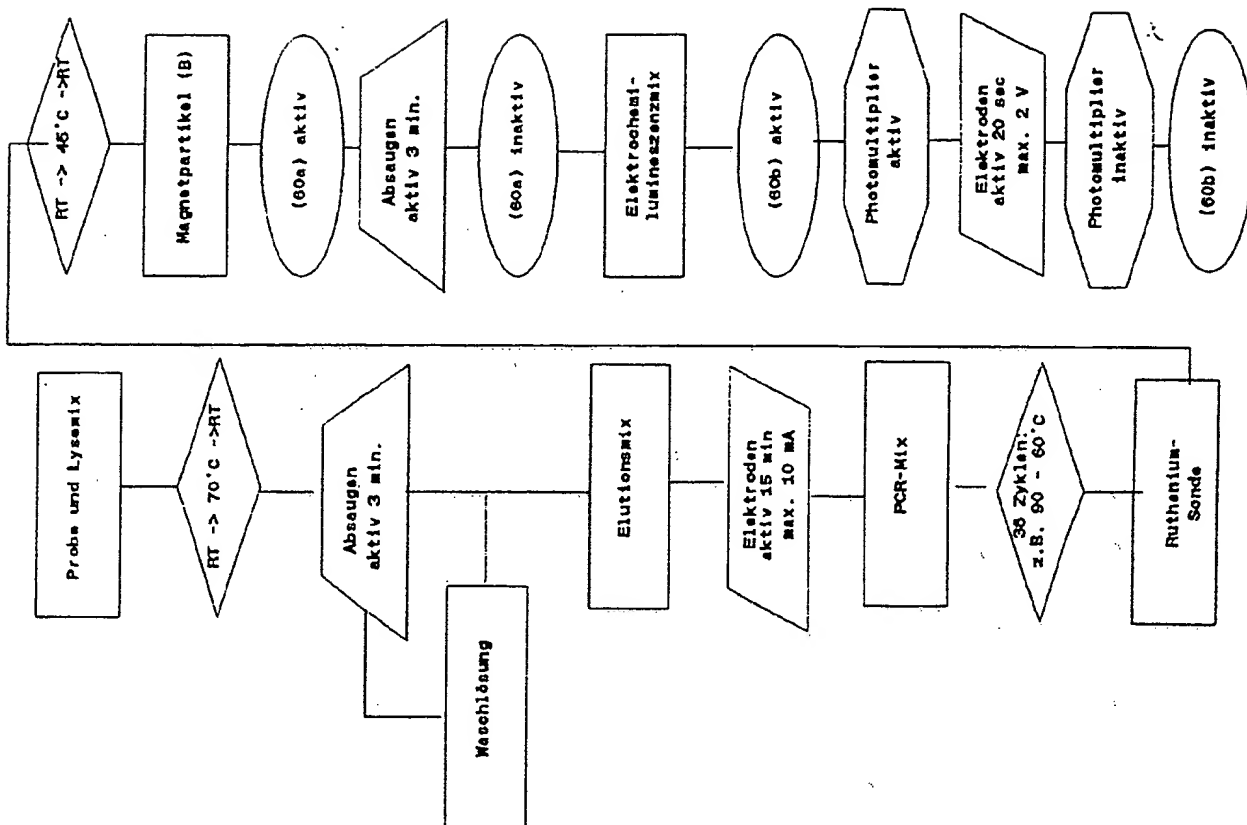 Probe und Lysemix
RT -> 70°C ->RT
Absaugen
aktiv 3 min.
Waschlösung
Elutionsmix
Elektroden
aktiv 15 min
max. 10 mA
PCR-Mix
36 Zyklen:
z.B. 90 - 60°C
Ruthenium-
Sonde
RT -> 45°C ->RT
Magnetpartikel (B)
(60a) aktiv
Absaugen
aktiv 3 min.
(60a) inaktiv
Elektrochemi-
lumineszenzmix
(60b) aktiv
Photomultiplier
aktiv
Elektroden
aktiv 20 sec
max. 2 V
Photomultiplier
inaktiv
(60b) inaktiv